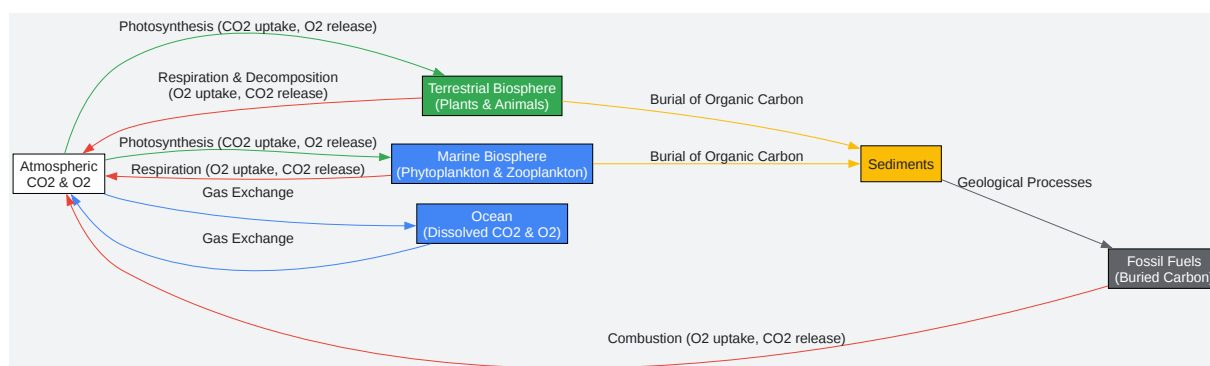 Photosynthesis (CO2 uptake, O2 release)
Respiration & Decomposition
(O2 uptake, CO2 release)
Terrestrial Biosphere
(Plants & Animals)
Burial of Organic Carbon
Photosynthesis (CO2 uptake, O2 release)
Atmospheric
CO2 & O2
Respiration (O2 uptake, CO2 release)
Marine Biosphere
(Phytoplankton & Zooplankton)
Burial of Organic Carbon
Sediments
Gas Exchange
Geological Processes
Ocean
(Dissolved CO2 & O2)
Gas Exchange
Fossil Fuels
(Buried Carbon)
Combustion (O2 uptake, CO2 release)